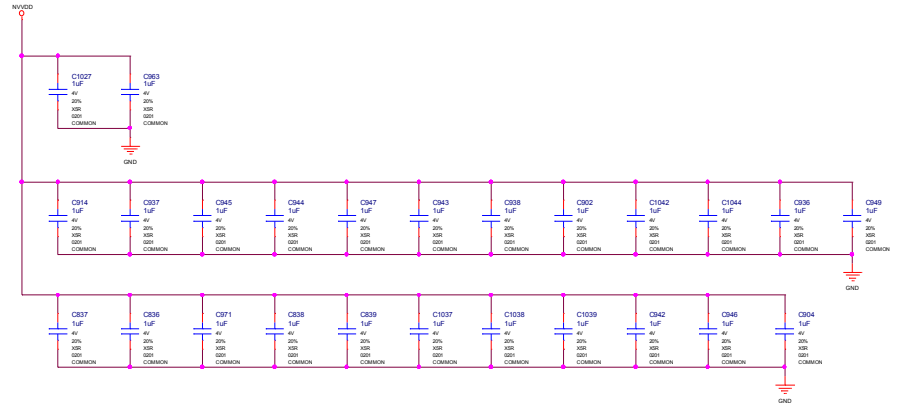 NVVDD
C1027
1uF
4V
20%
X5R
0201
COMMON
C963
1uF
4V
20%
X5R
0201
COMMON
GND
C914
1uF
4V
20%
X5R
0201
COMMON
C937
1uF
4V
20%
X5R
0201
COMMON
C945
1uF
4V
20%
X5R
0201
COMMON
C944
1uF
4V
20%
X5R
0201
COMMON
C947
1uF
4V
20%
X5R
0201
COMMON
C943
1uF
4V
20%
X5R
0201
COMMON
C938
1uF
4V
20%
X5R
0201
COMMON
C902
1uF
4V
20%
X5R
0201
COMMON
C1042
1uF
4V
20%
X5R
0201
COMMON
C1044
1uF
4V
20%
X5R
0201
COMMON
C936
1uF
4V
20%
X5R
0201
COMMON
C949
1uF
4V
20%
X5R
0201
COMMON
GND
C837
1uF
4V
20%
X5R
0201
COMMON
C836
1uF
4V
20%
X5R
0201
COMMON
C971
1uF
4V
20%
X5R
0201
COMMON
C838
1uF
4V
20%
X5R
0201
COMMON
C839
1uF
4V
20%
X5R
0201
COMMON
C1037
1uF
4V
20%
X5R
0201
COMMON
C1038
1uF
4V
20%
X5R
0201
COMMON
C1039
1uF
4V
20%
X5R
0201
COMMON
C942
1uF
4V
20%
X5R
0201
COMMON
C946
1uF
4V
20%
X5R
0201
COMMON
C904
1uF
4V
20%
X5R
0201
COMMON
GND